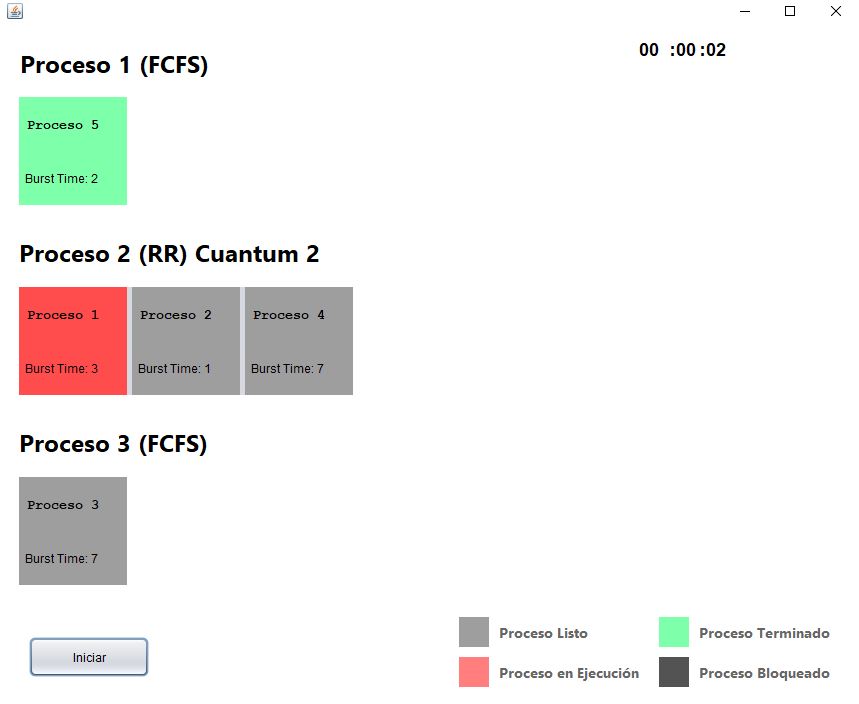 00 :00:02
Proceso 1 (FCFS)
Proceso 5
Burst Time: 2
Proceso 2 (RR) Cuantum 2
Proceso 1 Proceso 2 Proceso 4
Burst Time: 3 Burst Time: 1 Burst Time: 7
Proceso 3 (FCFS)
Proceso 3
Burst Time: 7
Iniciar
Proceso Listo Proceso Terminado
Proceso en Ejecución Proceso Bloqueado